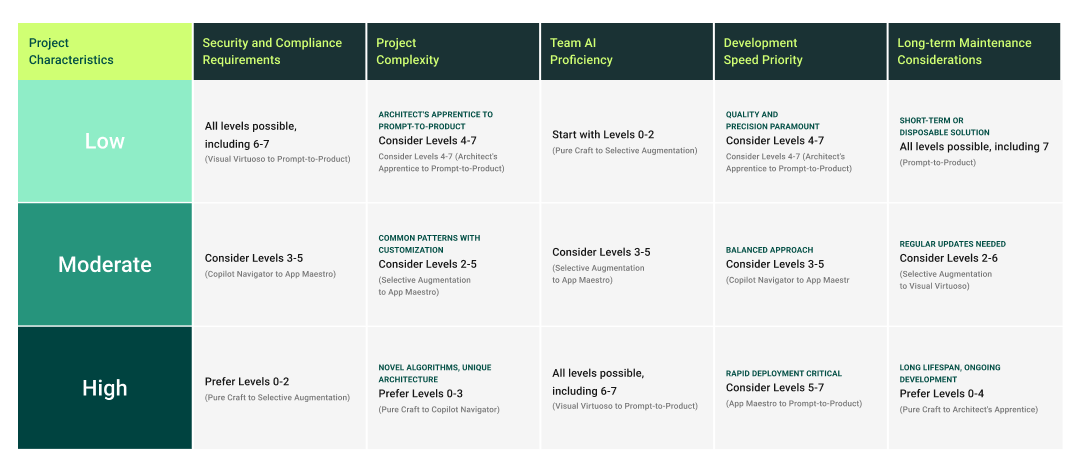 Project
Characteristics
Security and Compliance
Requirements
Project
Complexity
Team AI
Proficiency
Development
Speed Priority
Long-term Maintenance
Considerations
Low
All levels possible,
including 6-7
(Visual Virtuoso to Prompt-to-Product)
ARCHITECT'S APPRENTICE TO
PROMPT-TO-PRODUCT
Consider Levels 4-7
Consider Levels 4-7 (Architect's
Apprentice to Prompt-to-Product)
Start with Levels 0-2
(Pure Craft to Selective Augmentation)
QUALITY AND
PRECISION PARAMOUNT
Consider Levels 4-7
Consider Levels 4-7 (Architect's
Apprentice to Prompt-to-Product)
SHORT-TERM OR
DISPOSABLE SOLUTION
All levels possible, including 7
(Prompt-to-Product)
Moderate
Consider Levels 3-5
(Copilot Navigator to App Maestro)
COMMON PATTERNS WITH
CUSTOMIZATION
Consider Levels 2-5
(Selective Augmentation
to App Maestro)
Consider Levels 3-5
(Selective Augmentation
to App Maestro)
BALANCED APPROACH
Consider Levels 3-5
(Copilot Navigator to App Maestr
REGULAR UPDATES NEEDED
Consider Levels 2-6
(Selective Augmentation
to Visual Virtuoso)
High
Prefer Levels 0-2
(Pure Craft to Selective Augmentation)
NOVEL ALGORITHMS, UNIQUE
ARCHITECTURE
Prefer Levels 0-3
(Pure Craft to Copilot Navigator)
All levels possible,
including 6-7
(Visual Virtuoso to Prompt-to-Product)
RAPID DEPLOYMENT CRITICAL
Consider Levels 5-7
(App Maestro to Prompt-to-Product)
LONG LIFESPAN, ONGOING
DEVELOPMENT
Prefer Levels 0-4
(Pure Craft to Architect's Apprentice)